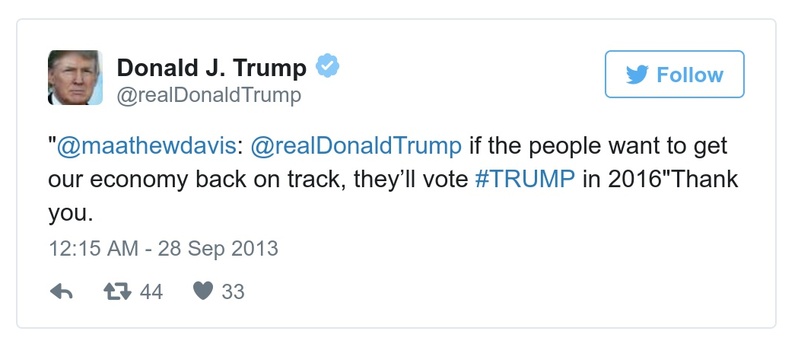 Donald J. Trump
@realDonaldTrump
Follow
"@maathewdavis: @realDonaldTrump if the people want to get
our economy back on track, they’ll vote #TRUMP in 2016"Thank
you.
12:15 AM - 28 Sep 2013
44 33